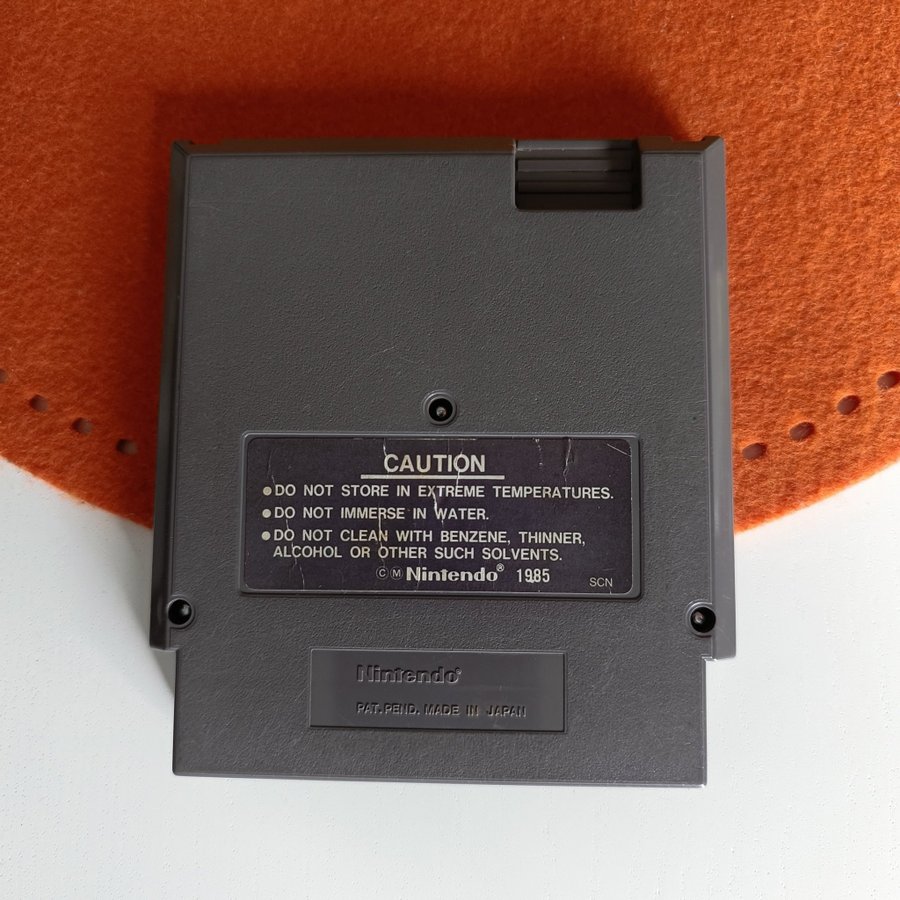 CAUTION
●DO NOT STORE IN EXTREME TEMPERATURES.
●DO NOT IMMERSE IN WATER.
●DO NOT CLEAN WITH BENZENE, THINNER,
ALCOHOL OR OTHER SUCH SOLVENTS.
ⒸⓂNintendo® 1985 SCN
Nintendo®
PAT. PEND. MADE IN JAPAN